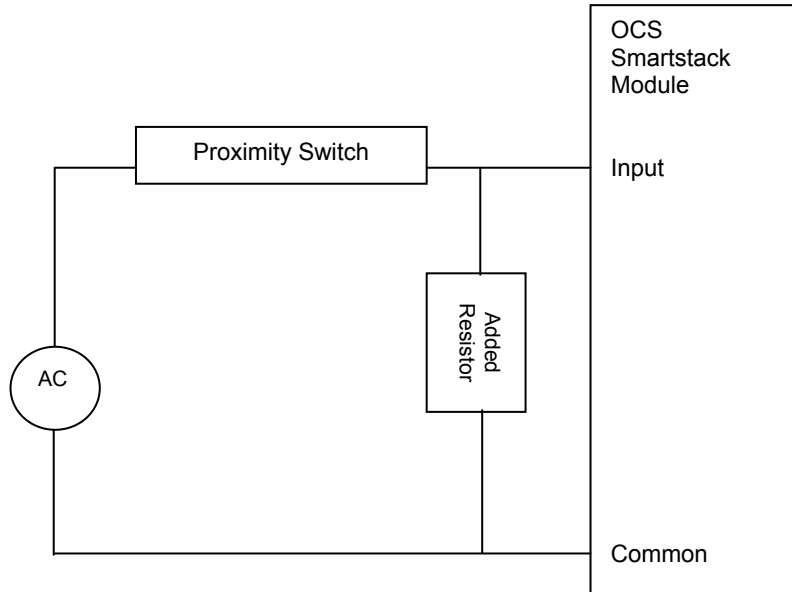 OCS
Smartstack
Module
Proximity Switch
Input
Added
Resistor
AC
Common